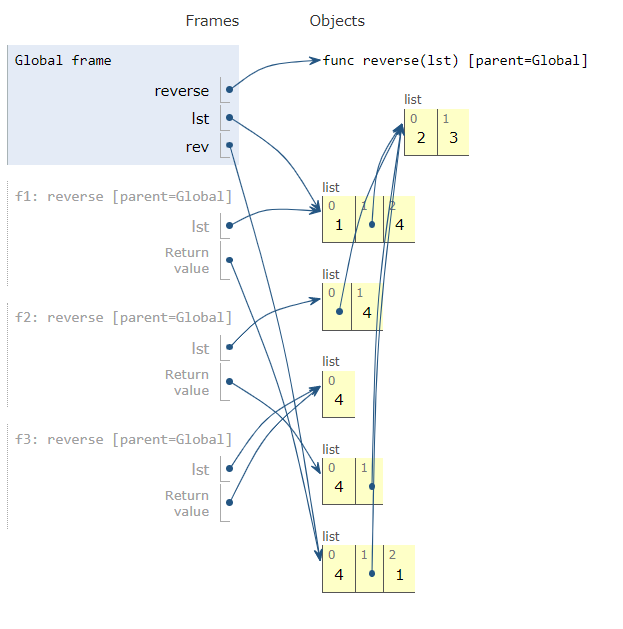 Frames Objects
Global frame
func reverse(lst) [parent=Global]
reverse
list
lst
0 1
2 3
rev
f1: reverse [parent=Global]
list
0 1 2
lst
1 4
Return
value
list
0 1
4
f2: reverse [parent=Global]
lst
list
0
4
Return
value
f3: reverse [parent=Global]
list
0 1
4
lst
Return
value
list
0 1 2
4 1